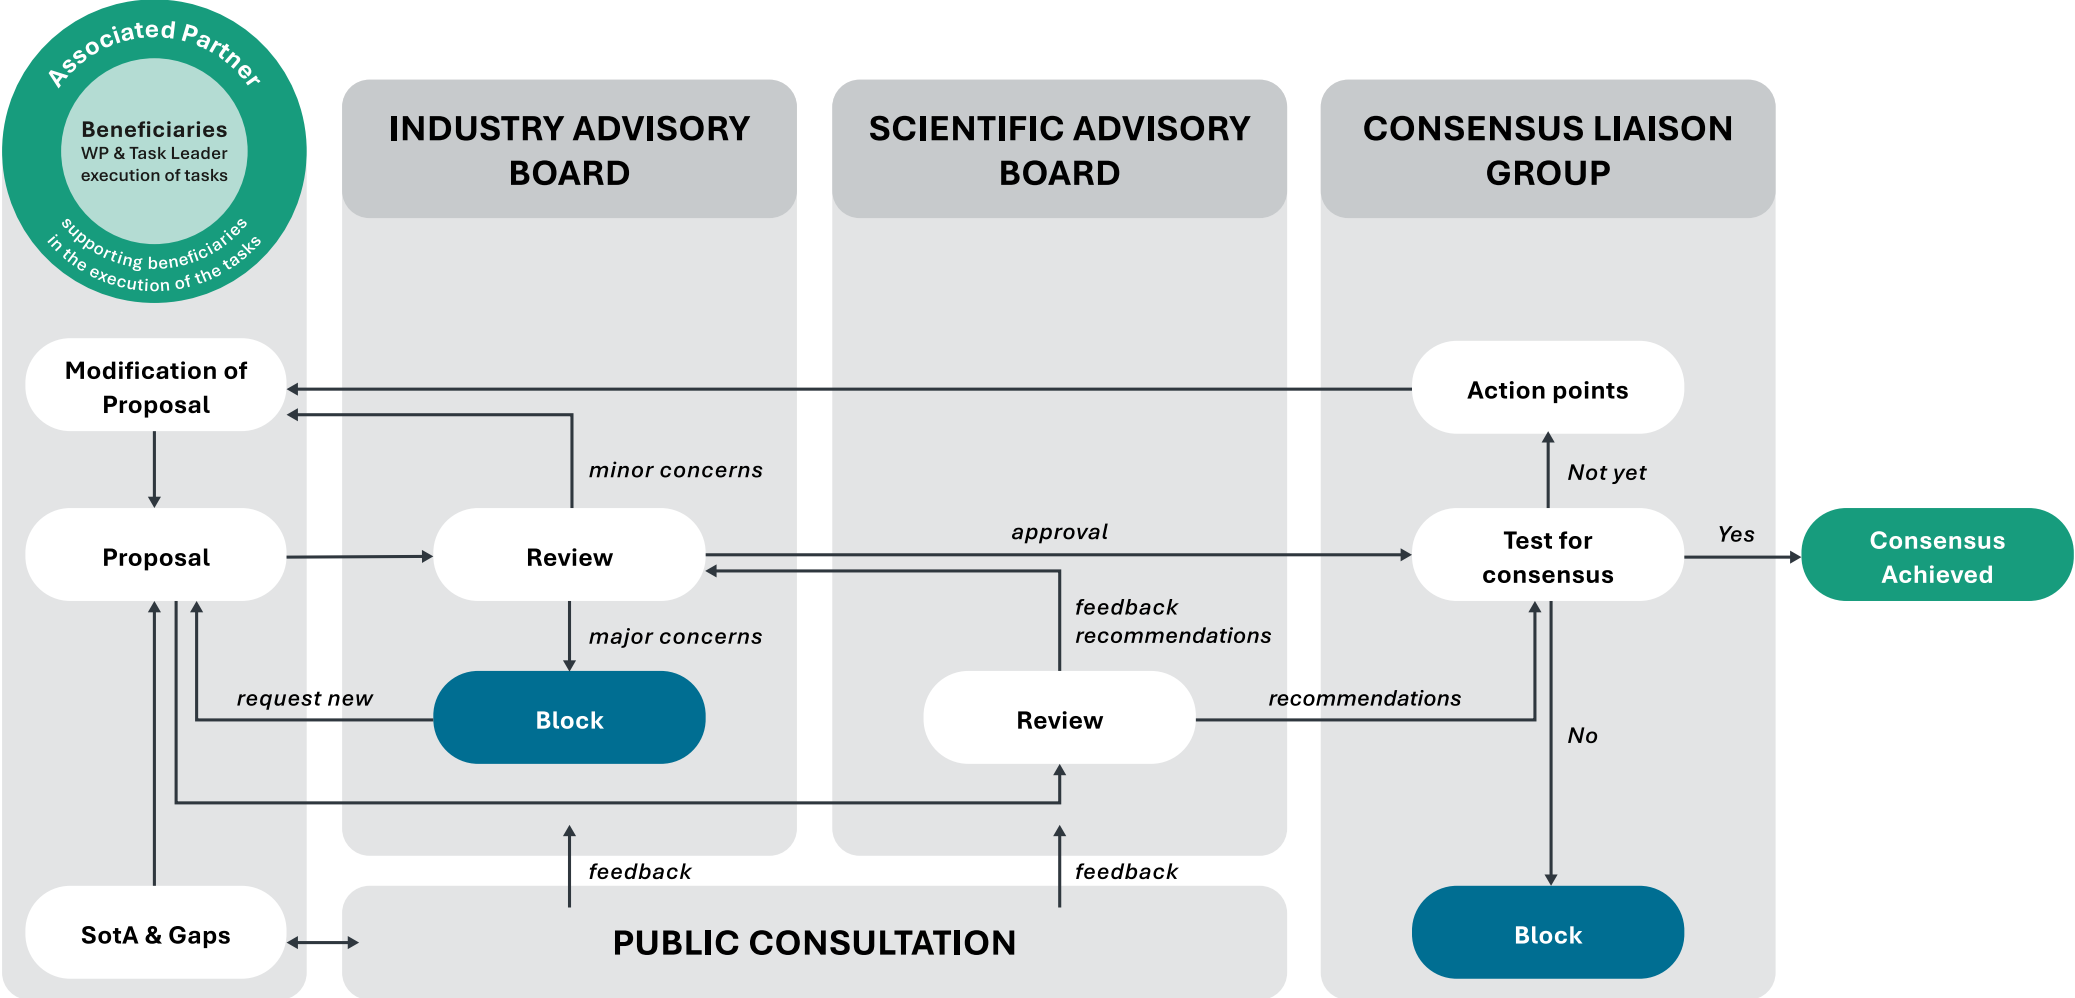 Associated Partner
Beneficiaries
WP & Task Leader
execution of tasks
supporting beneficiaries
in the execution of the tasks
INDUSTRY ADVISORY
BOARD
SCIENTIFIC ADVISORY
BOARD
CONSENSUS LIAISON
GROUP
Modification of
Proposal
Action points
minor concerns
Not yet
Proposal
Review
approval
Test for
consensus
Yes
Consensus
Achieved
feedback
recommendations
major concerns
request new
Block
Review
recommendations
No
feedback
feedback
SotA & Gaps
PUBLIC CONSULTATION
Block